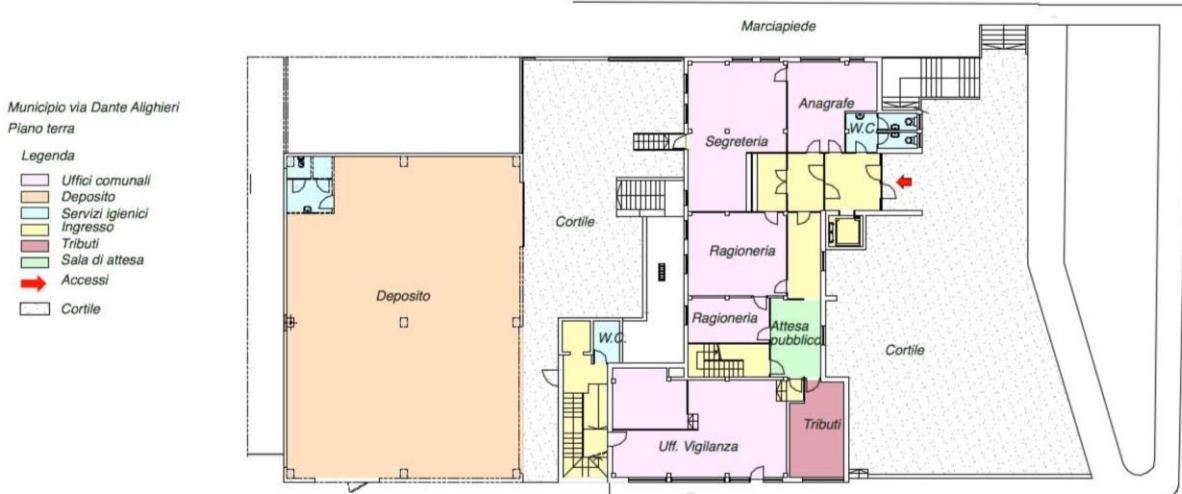 Marciapiede
Municipio via Dante Alighieri
Piano terra
Legenda
Uffici comunali
Deposito
Servizi igienici
Ingresso
Tributi
Sala di attesa
Accessi
Cortile
Anagrafe
W.C
Segreteria
Cortile
Ragioneria
Deposito
Ragioneria
Attesa
pubblico
W.C.
Cortile
Tributi
Uff. Vigilanza